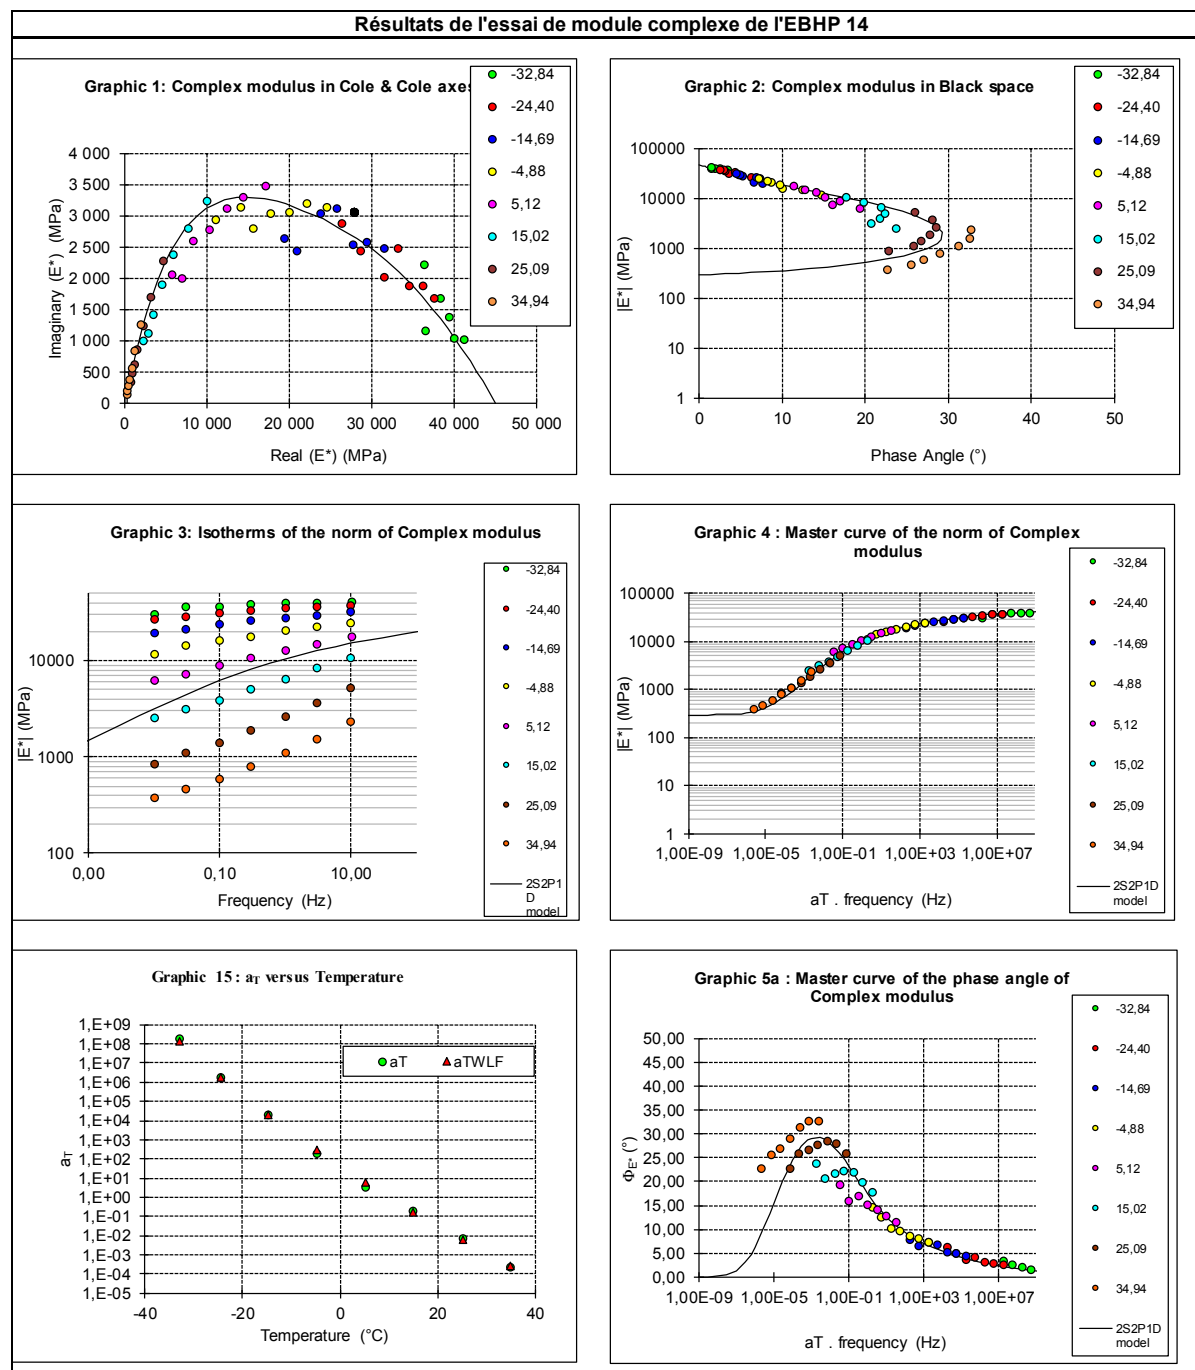 Résultats de l'essai de module complexe de l'EBHP 14
Graphic 1: Complex modulus in Cole & Cole axes
4 000
3 500
3 000
2 500
2 000
1 500
1 000
500
0
Imaginary (E*) (MPa)
0
10 000
20 000
30 000
40 000
50 000
Real (E*) (MPa)
-32,84
-24,40
-14,69
-4,88
5,12
15,02
25,09
34,94
Graphic 2: Complex modulus in Black space
100000
10000
1000
100
10
1
|E*| (MPa)
0
10
20
30
40
50
Phase Angle (°)
-32,84
-24,40
-14,69
-4,88
5,12
15,02
25,09
34,94
Graphic 3: Isotherms of the norm of Complex modulus
10000
1000
100
|E*| (MPa)
0,00
0,10
10,00
Frequency (Hz)
-32,84
-24,40
-14,69
-4,88
5,12
15,02
25,09
34,94
2S2P1
D
model
Graphic 4 : Master curve of the norm of Complex
modulus
100000
10000
1000
100
10
1
|E*| (MPa)
1,00E-09
1,00E-05
1,00E-01
1,00E+03
1,00E+07
aT . frequency (Hz)
-32,84
-24,40
-14,69
-4,88
5,12
15,02
25,09
34,94
2S2P1D
model
Graphic 15 : aT versus Temperature
1,E+09
1,E+08
1,E+07
1,E+06
1,E+05
1,E+04
1,E+03
1,E+02
1,E+01
1,E+00
1,E-01
1,E-02
1,E-03
1,E-04
1,E-05
aT
-40
-20
0
20
40
Temperature (°C)
aT
aTWLF
Graphic 5a : Master curve of the phase angle of
Complex modulus
50,00
45,00
40,00
35,00
30,00
25,00
20,00
15,00
10,00
5,00
0,00
ΦE* (°)
1,00E-09
1,00E-05
1,00E-01
1,00E+03
1,00E+07
aT . frequency (Hz)
-32,84
-24,40
-14,69
-4,88
5,12
15,02
25,09
34,94
2S2P1D
model